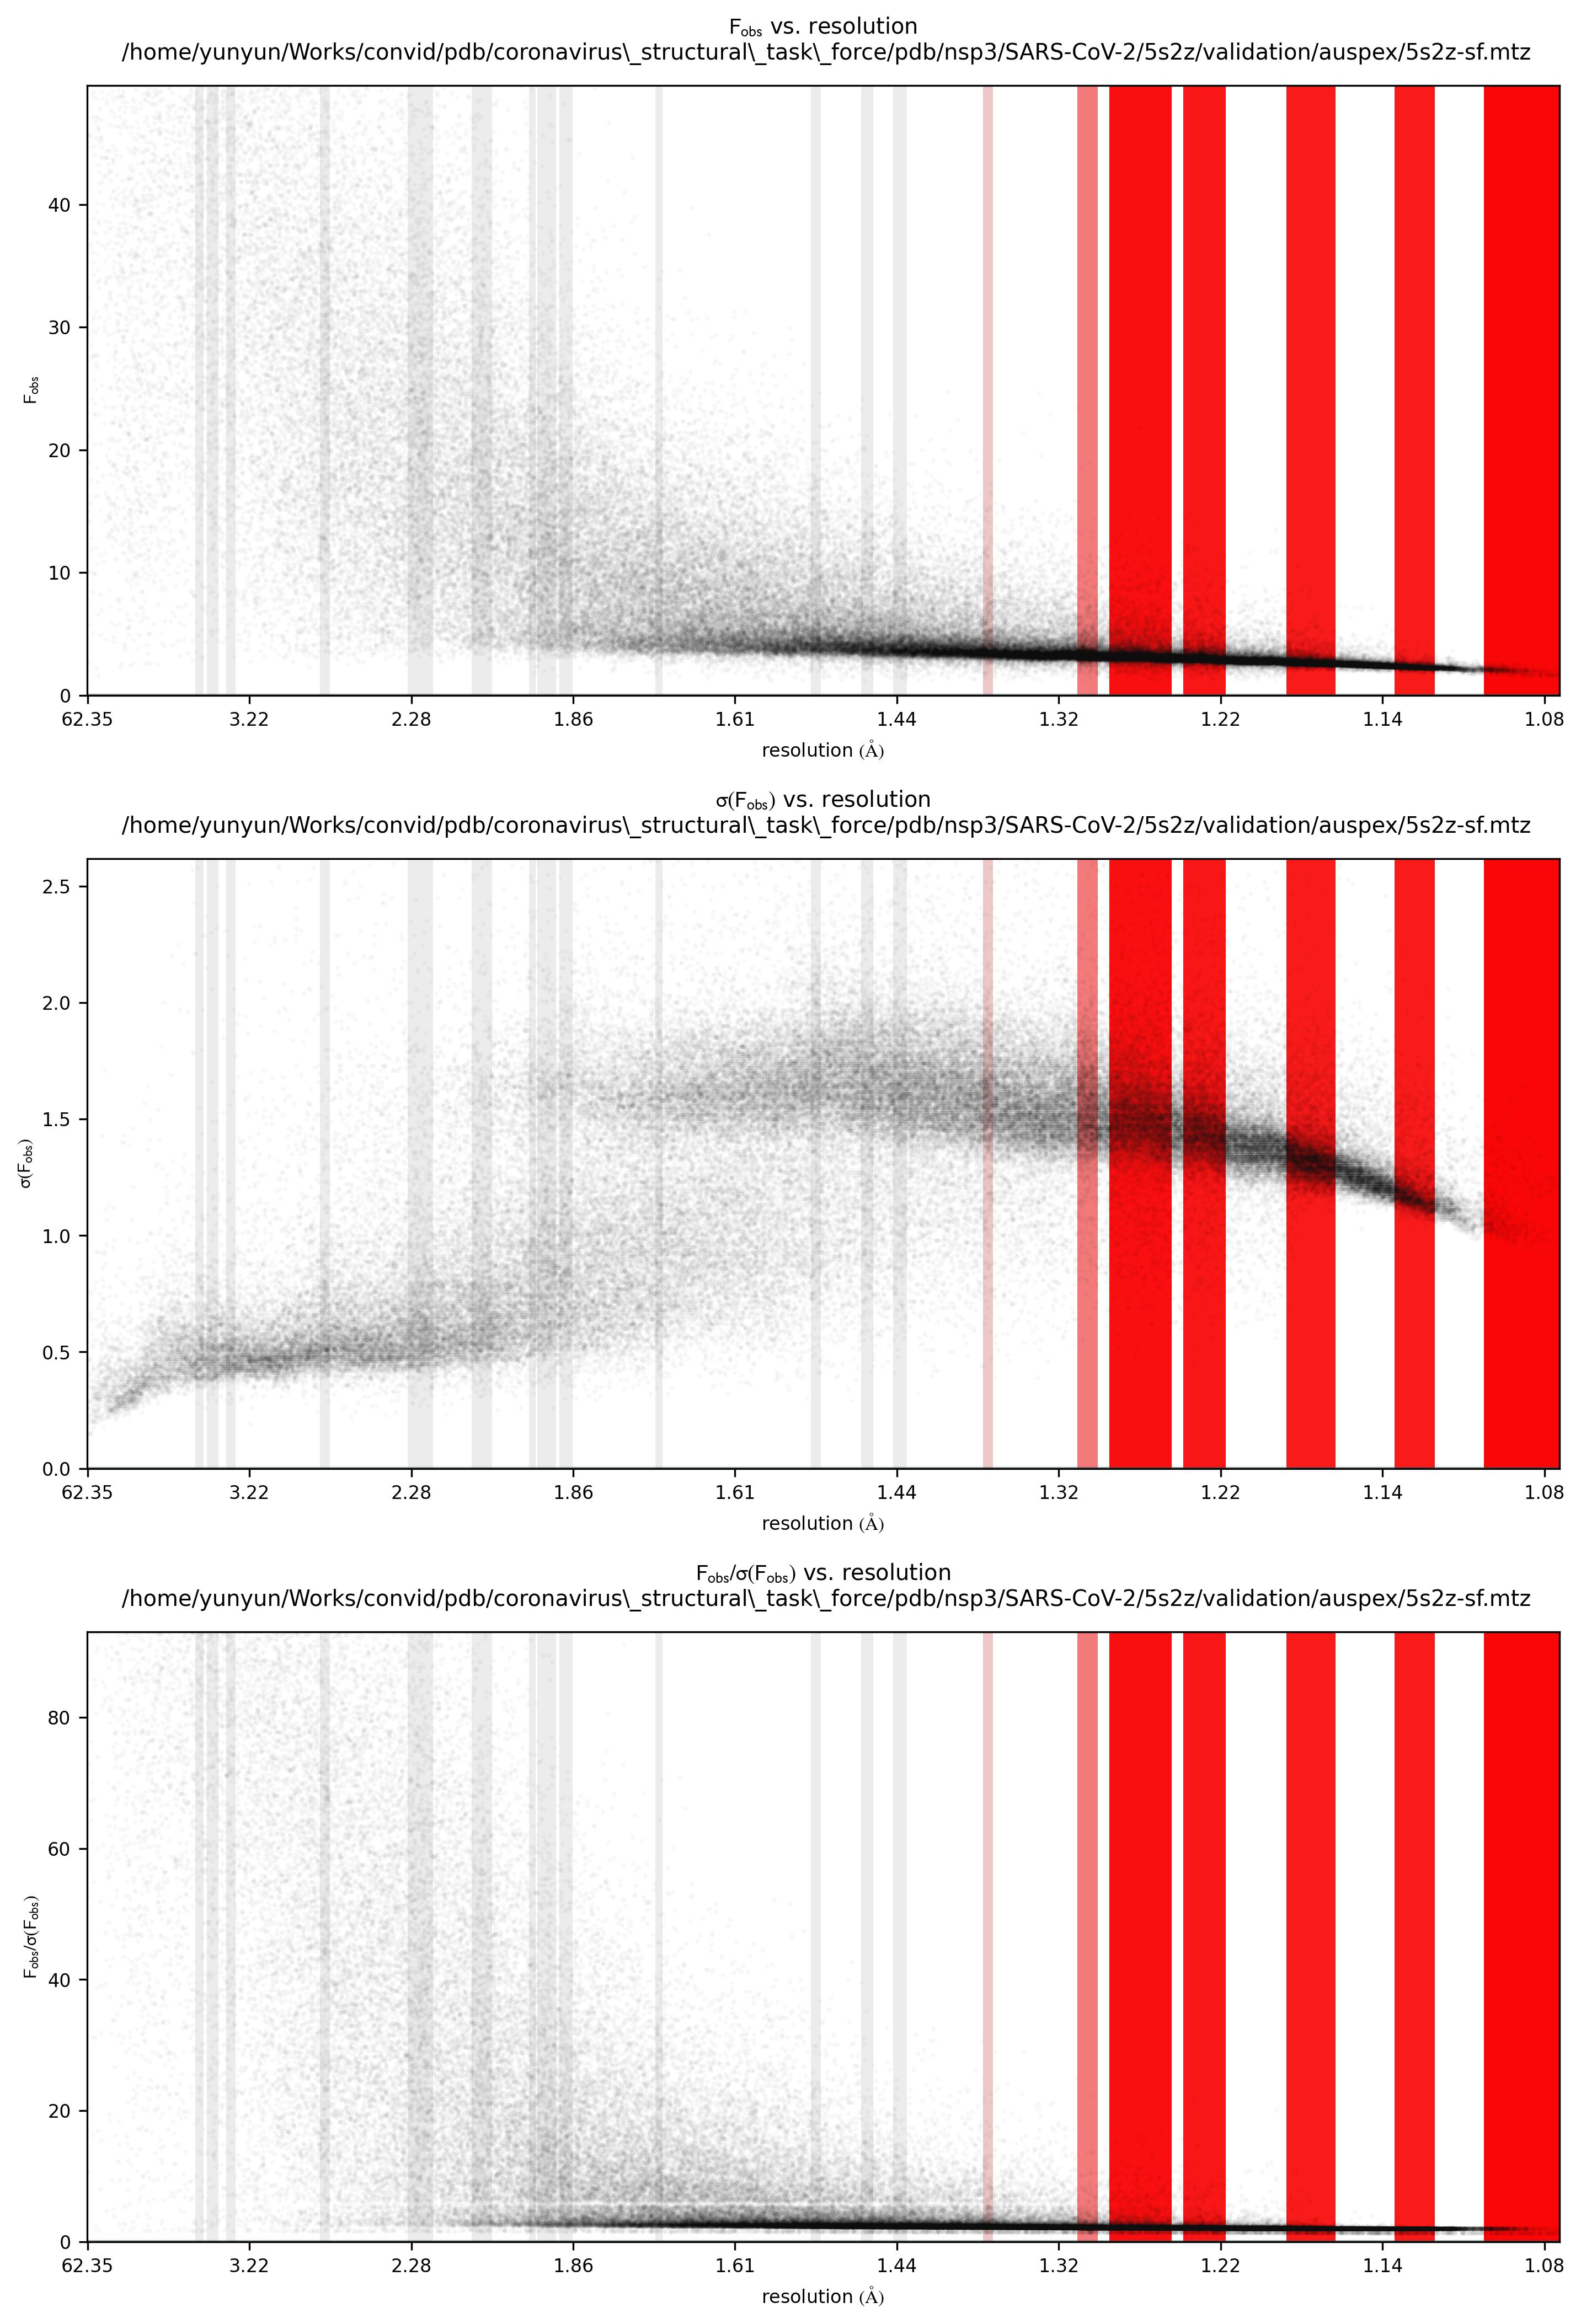 Fobs vs. resolution
/home/yunyun/Works/convid/pdb/coronavirus\_structural\_task\_force/pdb/nsp3/SARS-CoV-2/5s2z/validation/auspex/5s2z-sf.mtz
40
30
Fobs
20
10
0
62.35 3.22 2.28 1.86 1.61 1.44 1.32 1.22 1.14 1.08
resolution (Å)
σ(Fobs) vs. resolution
/home/yunyun/Works/convid/pdb/coronavirus\_structural\_task\_force/pdb/nsp3/SARS-CoV-2/5s2z/validation/auspex/5s2z-sf.mtz
2.5
2.0
1.5
σ(Fobs)
1.0
0.5
0.0
62.35 3.22 2.28 1.86 1.61 1.44 1.32 1.22 1.14 1.08
resolution (Å)
Fobs/σ(Fobs) vs. resolution
/home/yunyun/Works/convid/pdb/coronavirus\_structural\_task\_force/pdb/nsp3/SARS-CoV-2/5s2z/validation/auspex/5s2z-sf.mtz
80
60
Fobs/σ(Fobs)
40
20
0
62.35 3.22 2.28 1.86 1.61 1.44 1.32 1.22 1.14 1.08
resolution (Å)